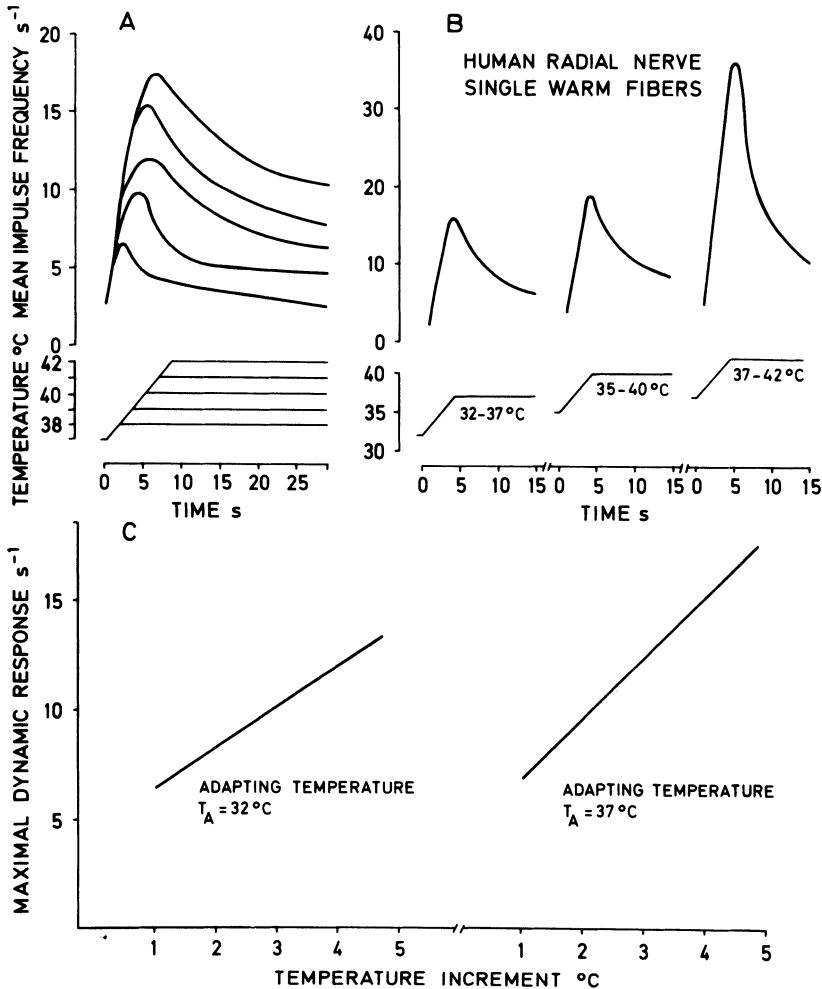 A
MEAN IMPULSE FREQUENCY s⁻¹
20
15
10
5
0
TEMPERATURE °C
42
40
38
0 5 10 15 20 25
TIME s
B
HUMAN RADIAL NERVE
SINGLE WARM FIBERS
40
30
20
10
0
40
35
30
32-37°C
35-40°C
37-42°C
0 5 10 15 0 5 10 15 0 5 10 15
TIME s
C
MAXIMAL DYNAMIC RESPONSE s⁻¹
15
10
5
ADAPTING TEMPERATURE
T_A = 32°C
ADAPTING TEMPERATURE
T_A = 37°C
1 2 3 4 5 1 2 3 4 5
TEMPERATURE INCREMENT °C